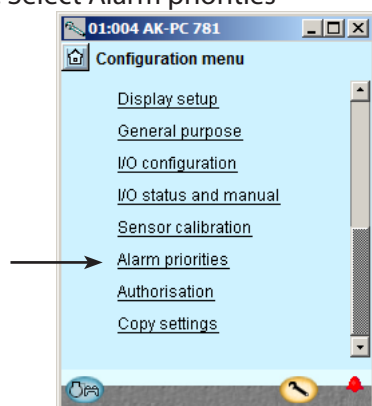 Select Alarm priorities
01:004 AK-PC 781
Configuration menu
Display setup
General purpose
I/O configuration
I/O status and manual
Sensor calibration
Alarm priorities
Authorisation
Copy settings